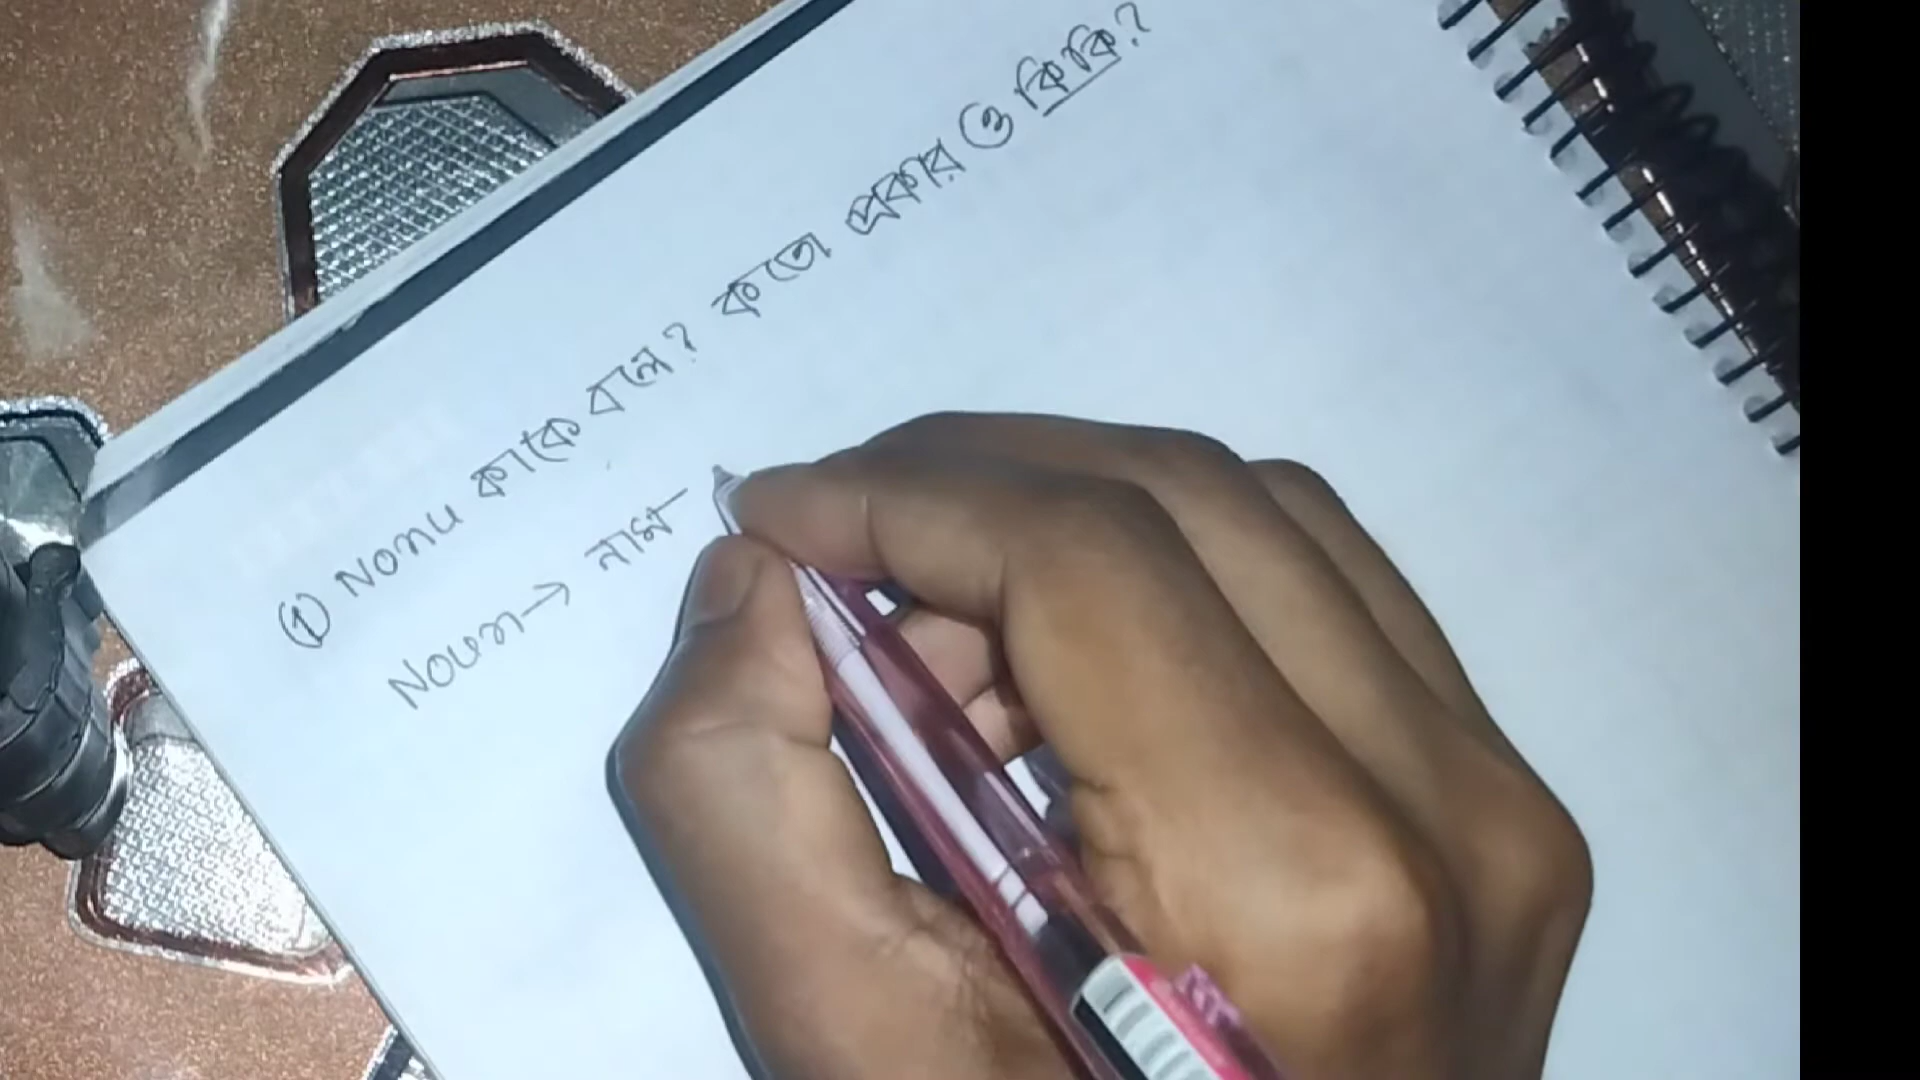 ① Nonu কাকে বলে? কতো প্রকার ও কিকি?
Noun→ নাম